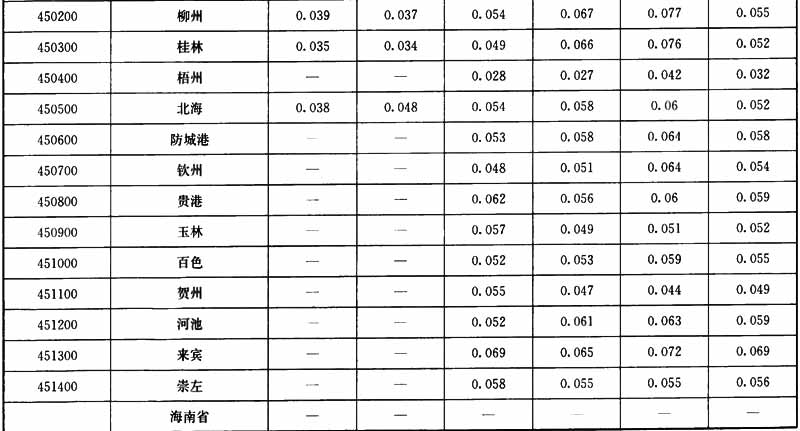 450200 柳州 0.039 0.037 0.054 0.067 0.077 0.055
450300 桂林 0.035 0.034 0.049 0.066 0.076 0.052
450400 梧州 — — 0.028 0.027 0.042 0.032
450500 北海 0.038 0.048 0.054 0.058 0.06 0.052
450600 防城港 — — 0.053 0.058 0.064 0.058
450700 钦州 — — 0.048 0.051 0.064 0.054
450800 贵港 — — 0.062 0.056 0.06 0.059
450900 玉林 — — 0.057 0.049 0.051 0.052
451000 百色 — — 0.052 0.053 0.059 0.055
451100 贺州 — — 0.055 0.047 0.044 0.049
451200 河池 — — 0.052 0.061 0.063 0.059
451300 来宾 — — 0.069 0.065 0.072 0.069
451400 崇左 — — 0.058 0.055 0.055 0.056
海南省 — — — — — —